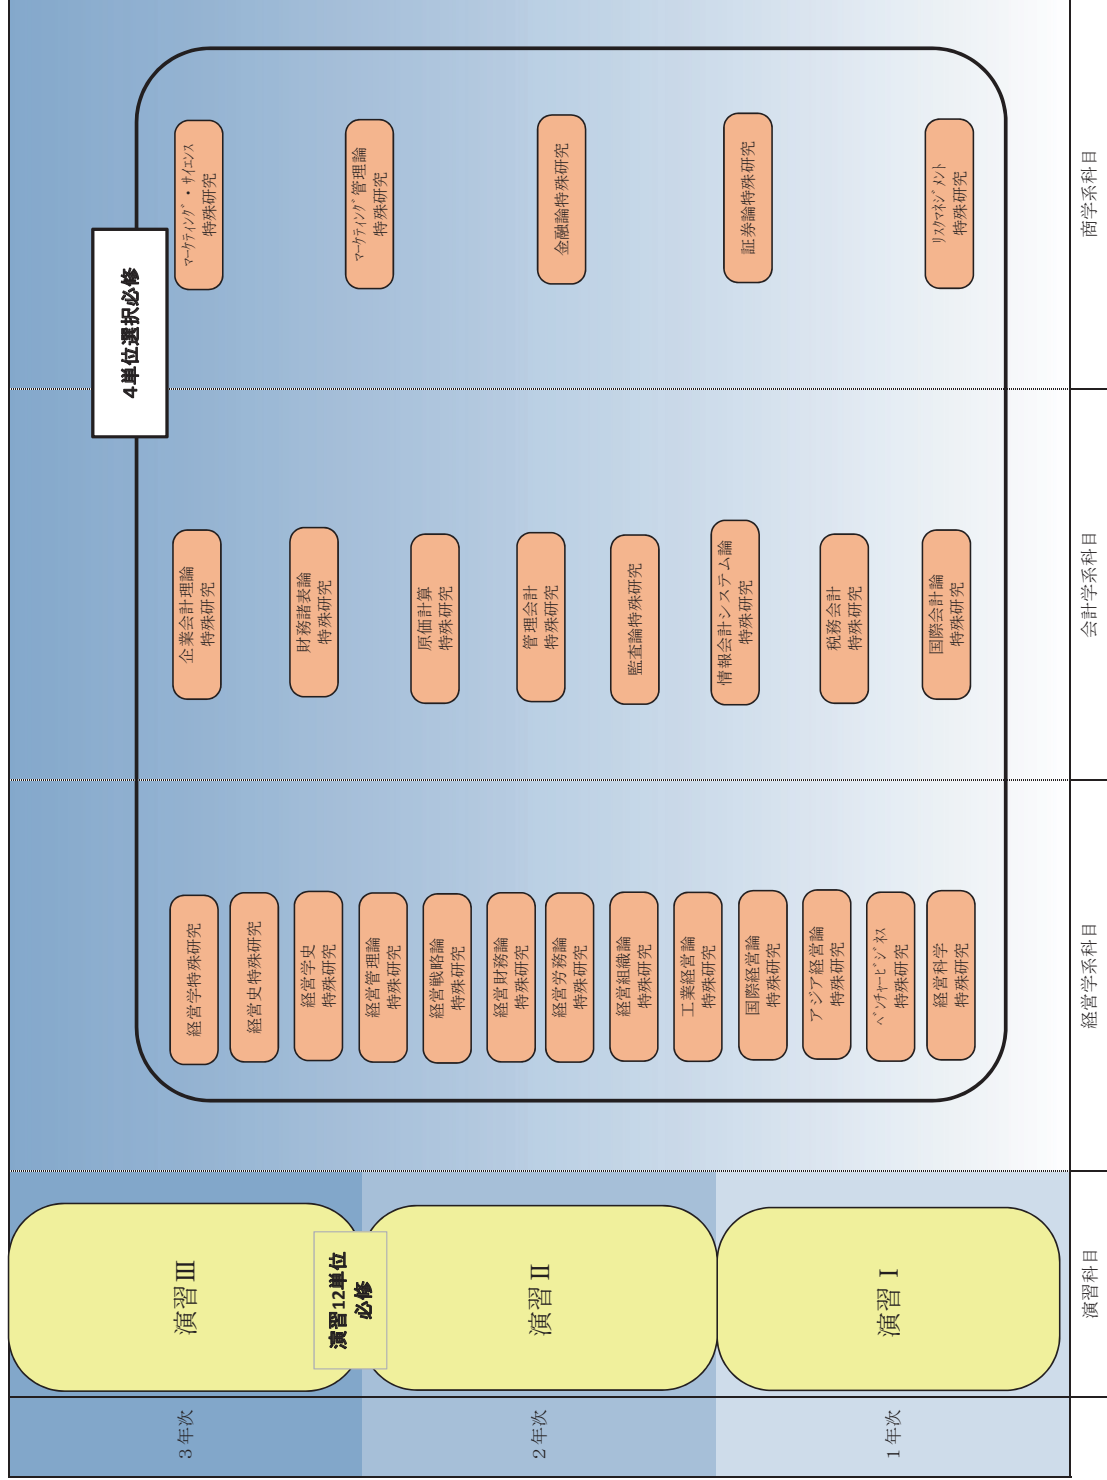 3年次
2年次
1年次
演習Ⅲ
演習12単位
必修
演習Ⅱ
演習Ⅰ
演習科目
4単位選択必修
経営学特殊研究
経営史特殊研究
経営学史
特殊研究
経営管理論
特殊研究
経営戦略論
特殊研究
経営財務論
特殊研究
経営労務論
特殊研究
経営組織論
特殊研究
工業経営論
特殊研究
国際経営論
特殊研究
アジア経営論
特殊研究
ﾍﾞﾝﾁｬｰﾋﾞｼﾞﾈｽ
特殊研究
経営科学
特殊研究
経営学系科目
企業会計理論
特殊研究
財務諸表論
特殊研究
原価計算
特殊研究
管理会計
特殊研究
監査論特殊研究
情報会計システム論
特殊研究
税務会計
特殊研究
国際会計論
特殊研究
会計学系科目
ﾏｰｹﾃｨﾝｸﾞ・ｻｲｴﾝｽ
特殊研究
ﾏｰｹﾃｨﾝｸﾞ管理論
特殊研究
金融論特殊研究
証券論特殊研究
ﾘｽｸﾏﾈｼﾞﾒﾝﾄ
特殊研究
商学系科目